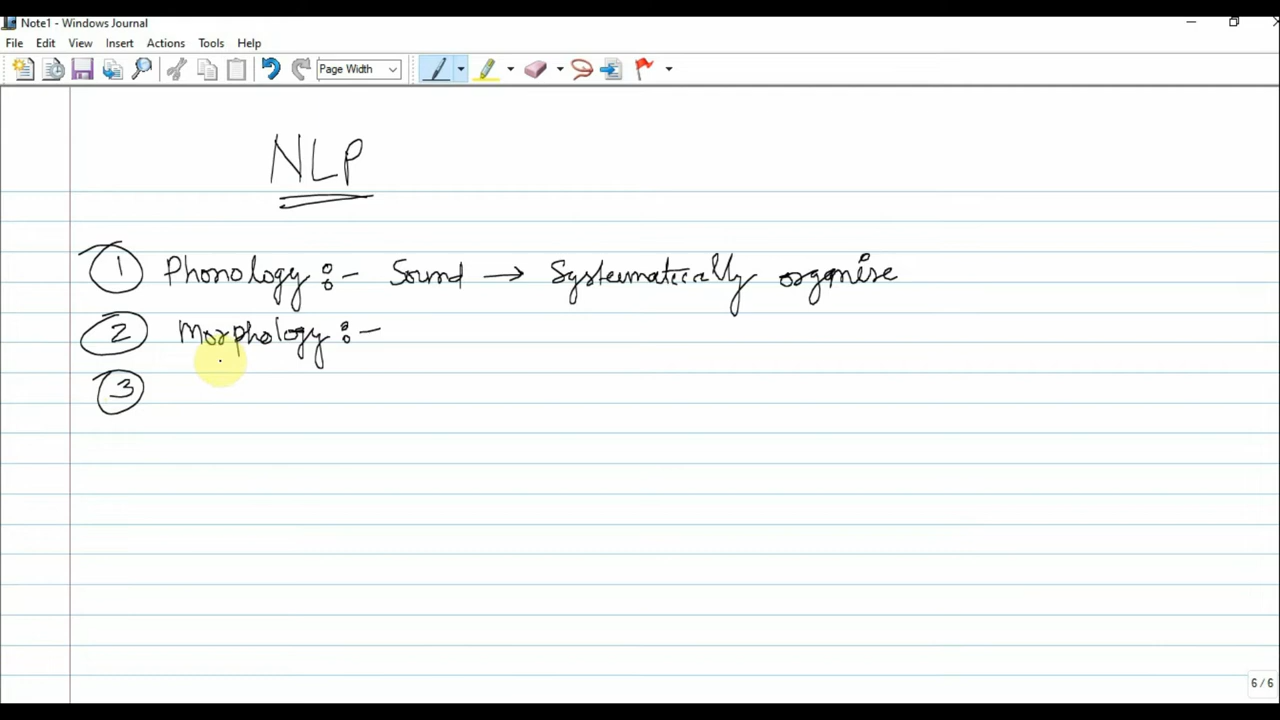 Note1 - Windows Journal
File Edit View Insert Actions Tools Help
Page Width
NLP
1 Phonology :- Sound → Systematically organise
2 Morphology :-
3
6 / 6